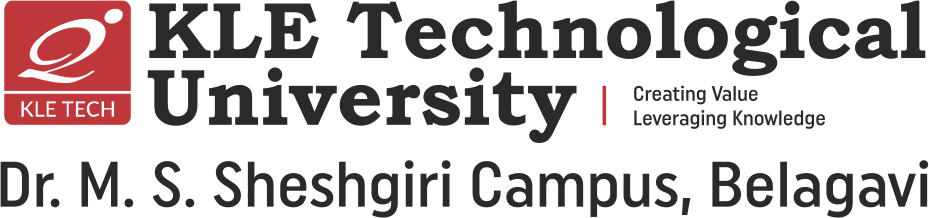 KLE TECH
KLE Technological
University
Creating Value
Leveraging Knowledge
Dr. M. S. Sheshgiri Campus, Belagavi